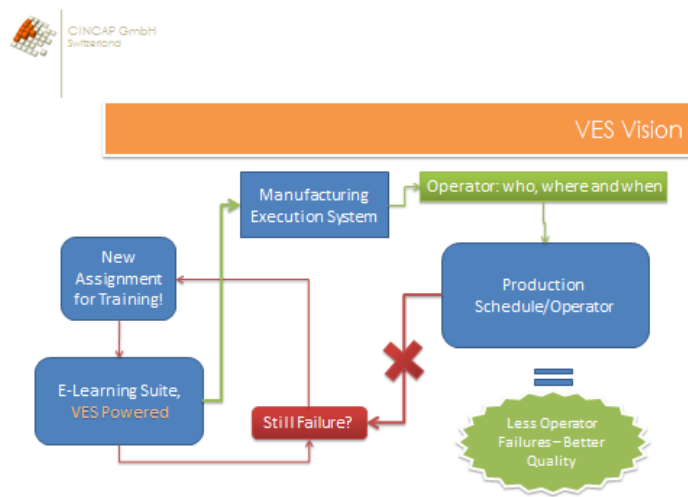 CINCAP GmbH
Switzerland
VES Vision
Manufacturing
Execution System
Operator: who, where and when
New
Assignment
for Training!
Production
Schedule/Operator
E-Learning Suite,
VES Powered
Still Failure?
Less Operator
Failures – Better
Quality